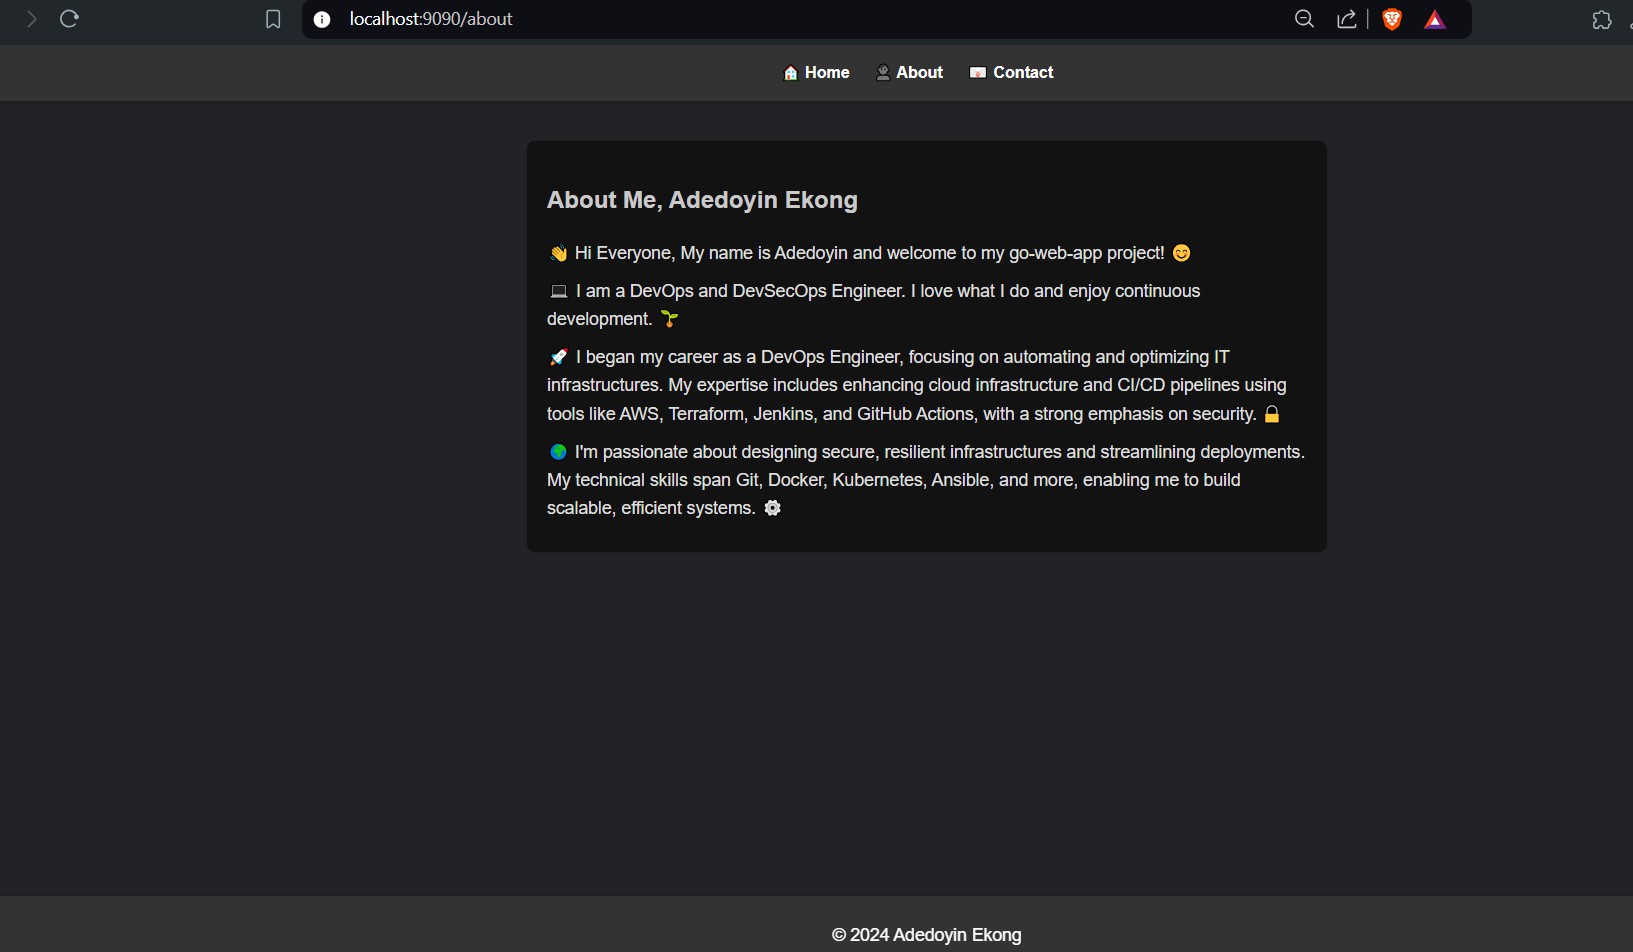 localhost:9090/about
🏠 Home 👤 About 📧 Contact
About Me, Adedoyin Ekong
👋 Hi Everyone, My name is Adedoyin and welcome to my go-web-app project! 😊
💻 I am a DevOps and DevSecOps Engineer. I love what I do and enjoy continuous
development. 🌱
🚀 I began my career as a DevOps Engineer, focusing on automating and optimizing IT
infrastructures. My expertise includes enhancing cloud infrastructure and CI/CD pipelines using
tools like AWS, Terraform, Jenkins, and GitHub Actions, with a strong emphasis on security. 🔒
🌍 I'm passionate about designing secure, resilient infrastructures and streamlining deployments.
My technical skills span Git, Docker, Kubernetes, Ansible, and more, enabling me to build
scalable, efficient systems. ⚙️
© 2024 Adedoyin Ekong